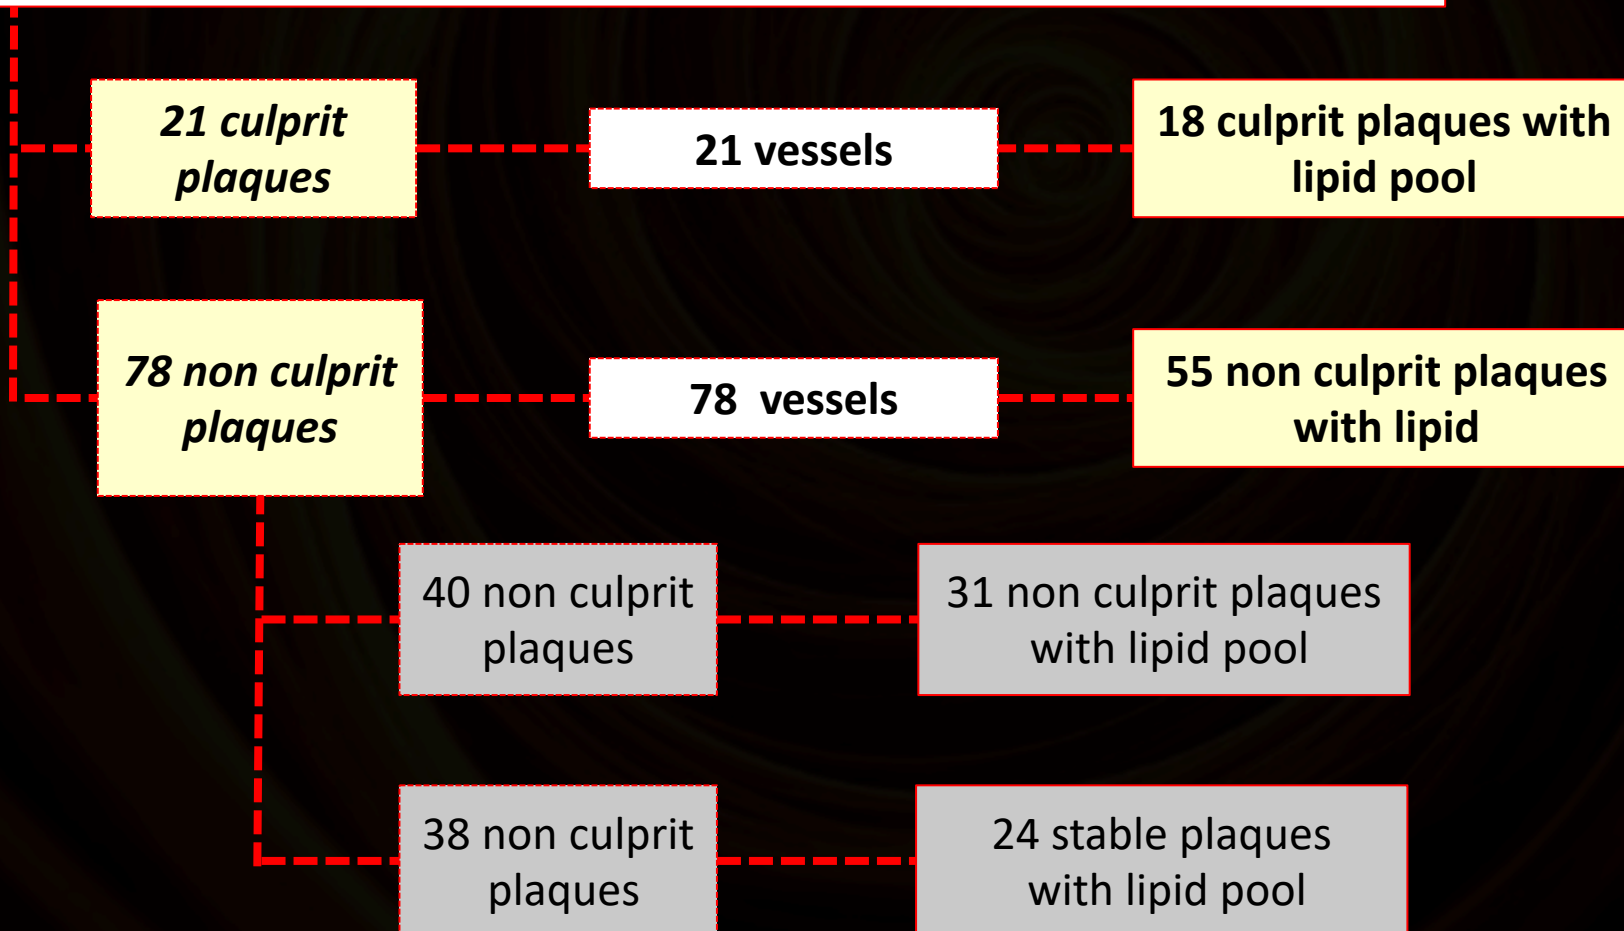 21 culprit
plaques
21 vessels
18 culprit plaques with
lipid pool
78 non culprit
plaques
78 vessels
55 non culprit plaques
with lipid
40 non culprit
plaques
31 non culprit plaques
with lipid pool
38 non culprit
plaques
24 stable plaques
with lipid pool